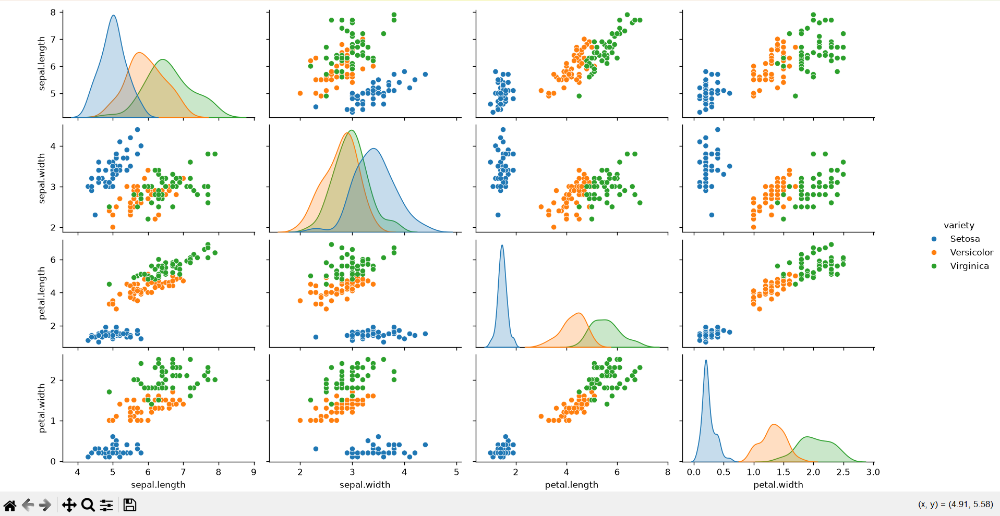 8
7
6
5
sepal.length
4
3
2
sepal.width
6
4
2
petal.length
2
1
0
petal.width
4 5 6 7 8 9
sepal.length
2 3 4 5
sepal.width
2 4 6 8
petal.length
0.0 0.5 1.0 1.5 2.0 2.5 3.0
petal.width
variety
Setosa
Versicolor
Virginica
(x, y) = (4.91, 5.58)